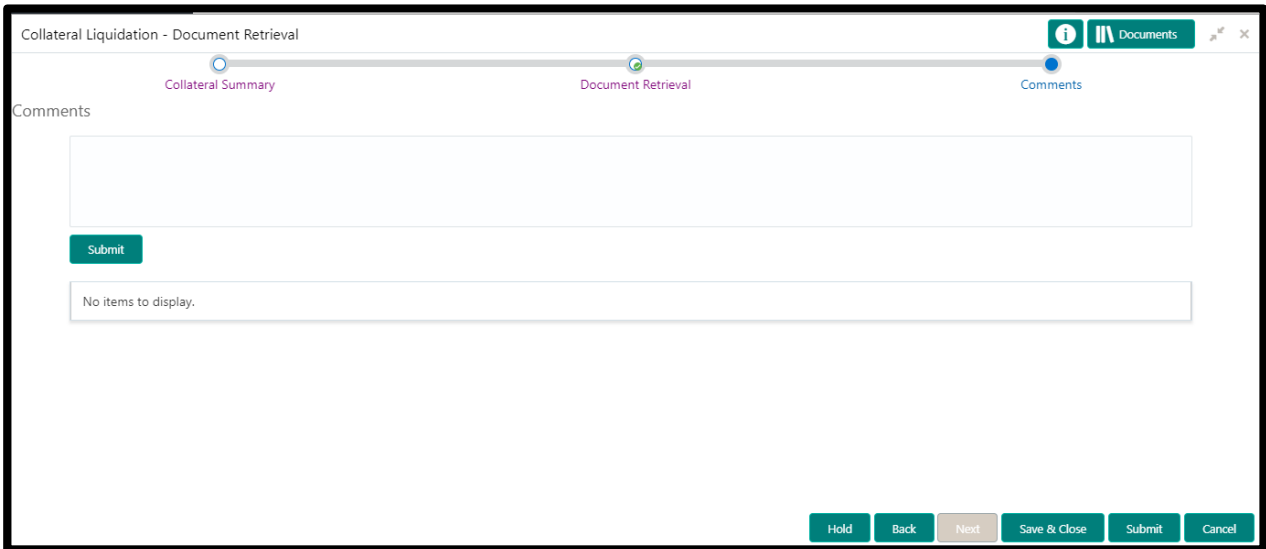 Collateral Liquidation - Document Retrieval
Documents
Collateral Summary
Document Retrieval
Comments
Comments
Submit
No items to display.
Hold
Back
Next
Save & Close
Submit
Cancel